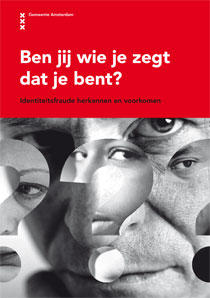 Gemeente Amsterdam
Ben jij wie je zegt
dat je bent?
Identiteitsfraude herkennen en voorkomen